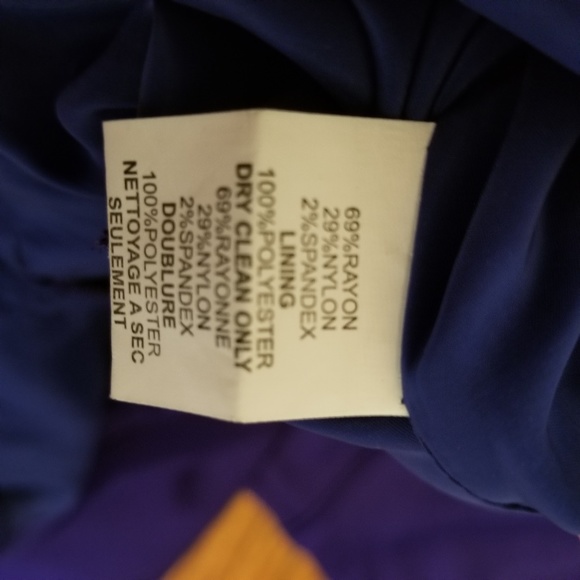 69%RAYON
29%NYLON
2%SPANDEX
LINING
100%POLYESTER
DRY CLEAN ONLY
69%RAYONNE
29%NYLON
2%SPANDEX
DOUBLURE
100%POLYESTER
NETTOYAGE A SEC
SEULEMENT